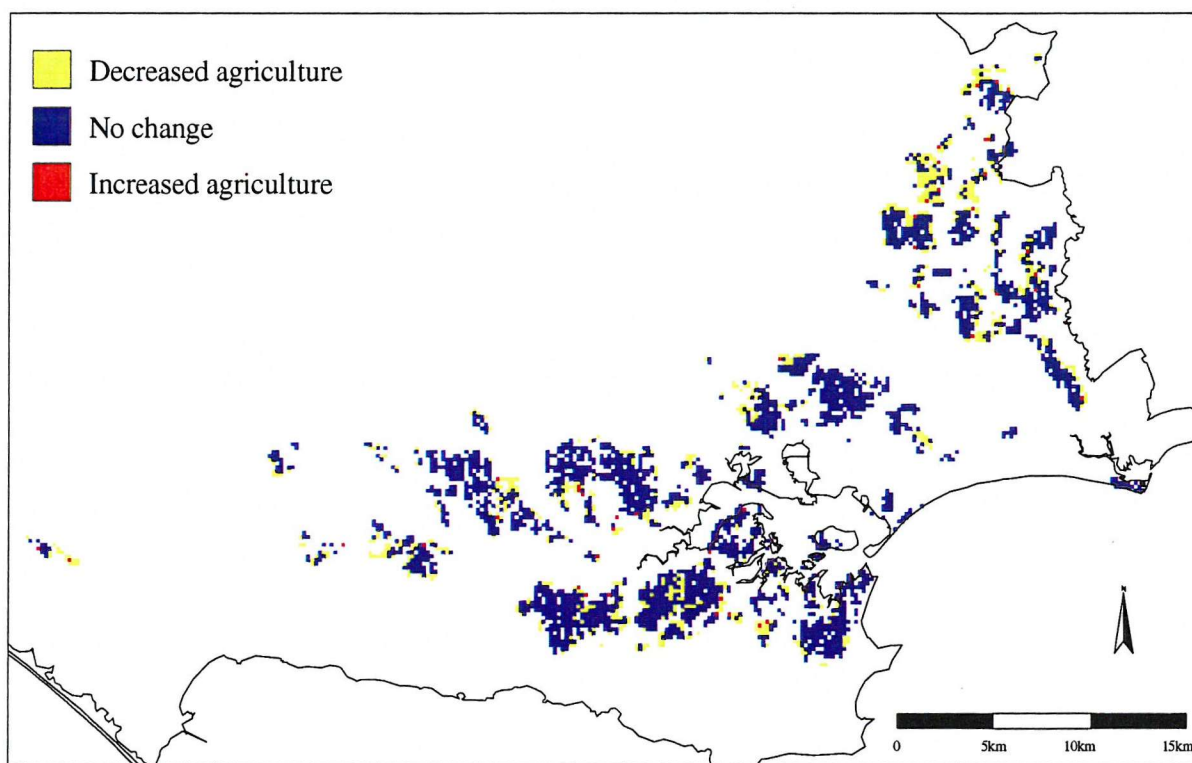 Decreased agriculture
No change
Increased agriculture
N
0 5km 10km 15km